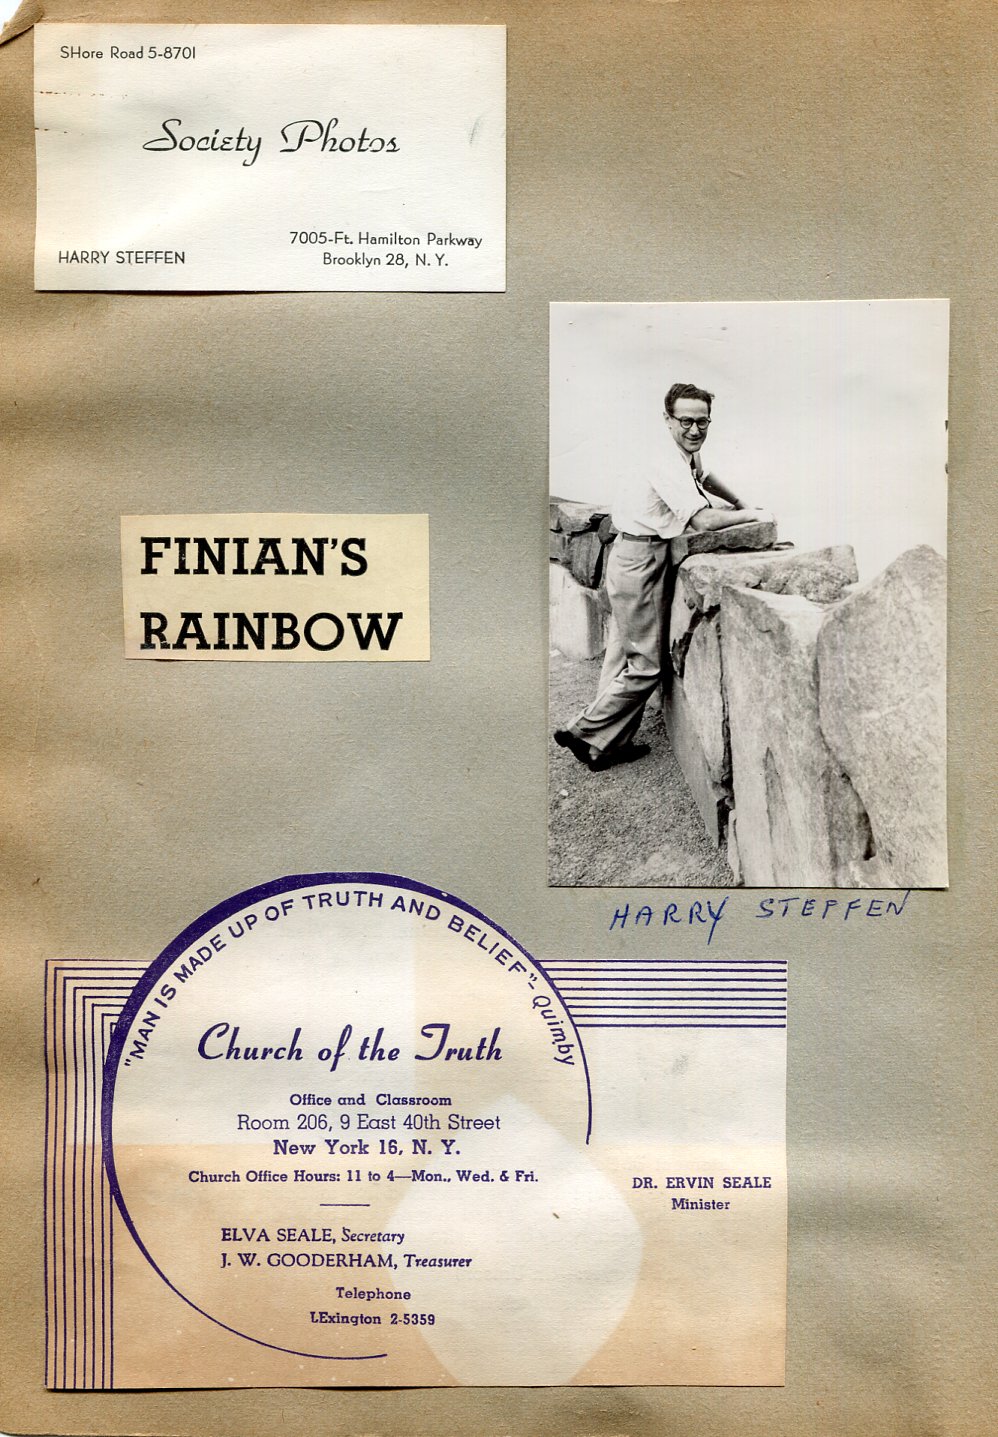 SHore Road 5-8701
Society Photos
HARRY STEFFEN
7005-Ft. Hamilton Parkway
Brooklyn 28, N. Y.
FINIAN'S
RAINBOW
HARRY STEFFEN
"MAN IS MADE UP OF TRUTH AND BELIEF"- Quimby
Church of the Truth
Office and Classroom
Room 206, 9 East 40th Street
New York 16, N. Y.
Church Office Hours: 11 to 4—Mon., Wed. & Fri.
DR. ERVIN SEALE
Minister
ELVA SEALE, Secretary
J. W. GOODERHAM, Treasurer
Telephone
LExington 2-5359